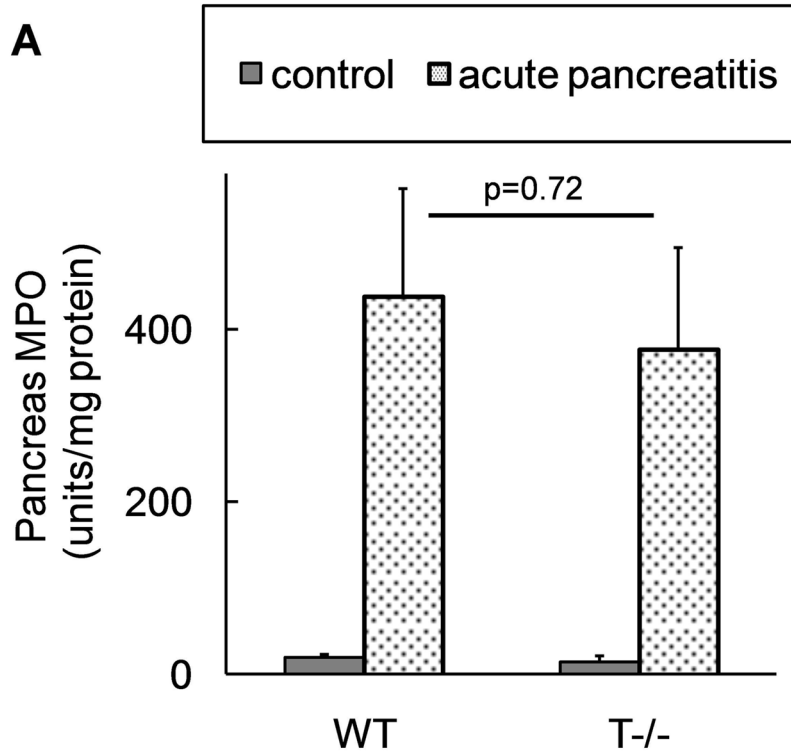 A
control acute pancreatitis
p=0.72
Pancreas MPO
(units/mg protein)
400
200
0
WT T-/-